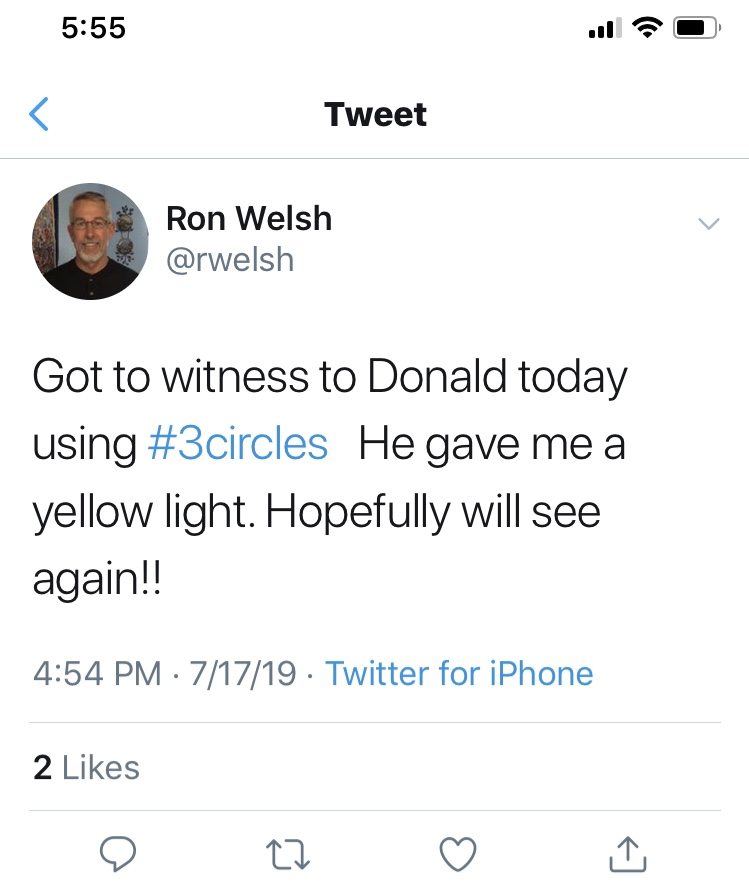 5:55
Tweet
Ron Welsh
@rwelsh
Got to witness to Donald today
using #3circles He gave me a
yellow light. Hopefully will see
again!!
4:54 PM · 7/17/19 · Twitter for iPhone
2 Likes